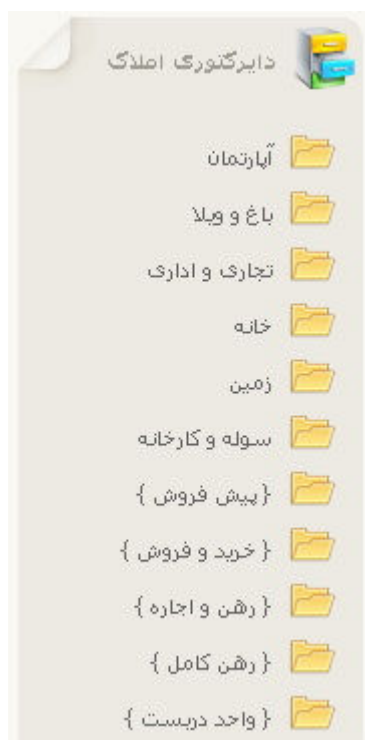 دایرکتوری املاک
آپارتمان
باغ و ویلا
تجاری و اداری
خانه
زمین
سوله و کارخانه
{ پیش فروش }
{ خرید و فروش }
{ رهن و اجاره }
{ رهن کامل }
{ واحد دربست }